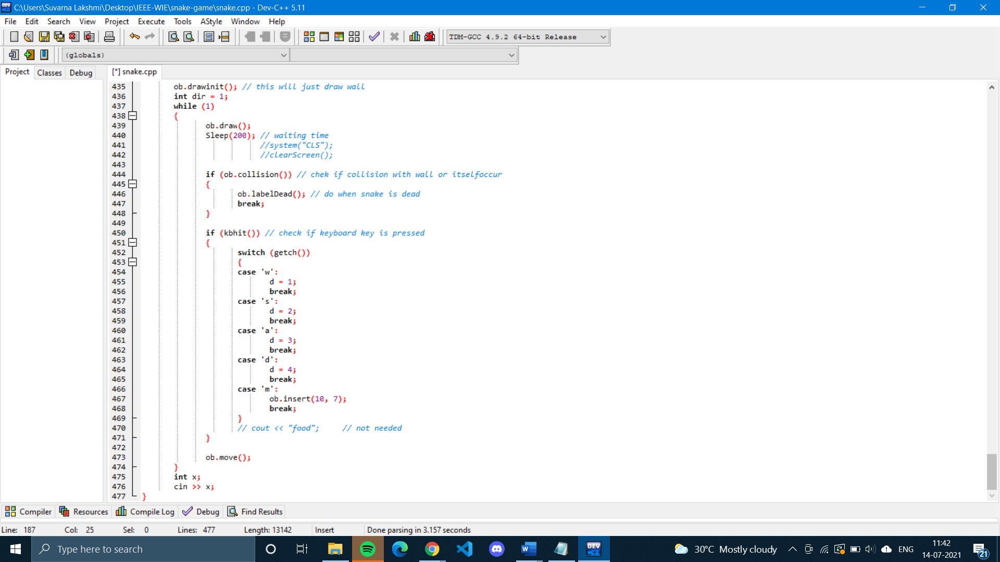 C:\Users\Suvarna Lakshmi\Desktop\IEEE-WIE\snake-game\snake.cpp - Dev-C++ 5.11
File Edit Search View Project Execute Tools AStyle Window Help
TDM-GCC 4.9.2 64-bit Release
(globals)
Project Classes Debug [*] snake.cpp
435 ob.drawinit(); // this will just draw wall
436 int dir = 1;
437 while (1)
438 {
439 ob.draw();
440 Sleep(200); // waiting time
441 //system("CLS");
442 //clearScreen();
443
444 if (ob.collision()) // chek if collision with wall or itselfoccur
445 {
446 ob.labelDead(); // do when snake is dead
447 break;
448 }
449
450 if (kbhit()) // check if keyboard key is pressed
451 {
452 switch (getch())
453 {
454 case 'w':
455 d = 1;
456 break;
457 case 's':
458 d = 2;
459 break;
460 case 'a':
461 d = 3;
462 break;
463 case 'd':
464 d = 4;
465 break;
466 case 'm':
467 ob.insert(10, 7);
468 break;
469 }
470 // cout << "food"; // not needed
471 }
472
473 ob.move();
474 }
475 int x;
476 cin >> x;
477 }
Compiler Resources Compile Log Debug Find Results
Line: 187 Col: 25 Sel: 0 Lines: 477 Length: 13142 Insert Done parsing in 3.157 seconds
Type here to search
DEV C++
30°C Mostly cloudy
ENG
11:42
14-07-2021
21